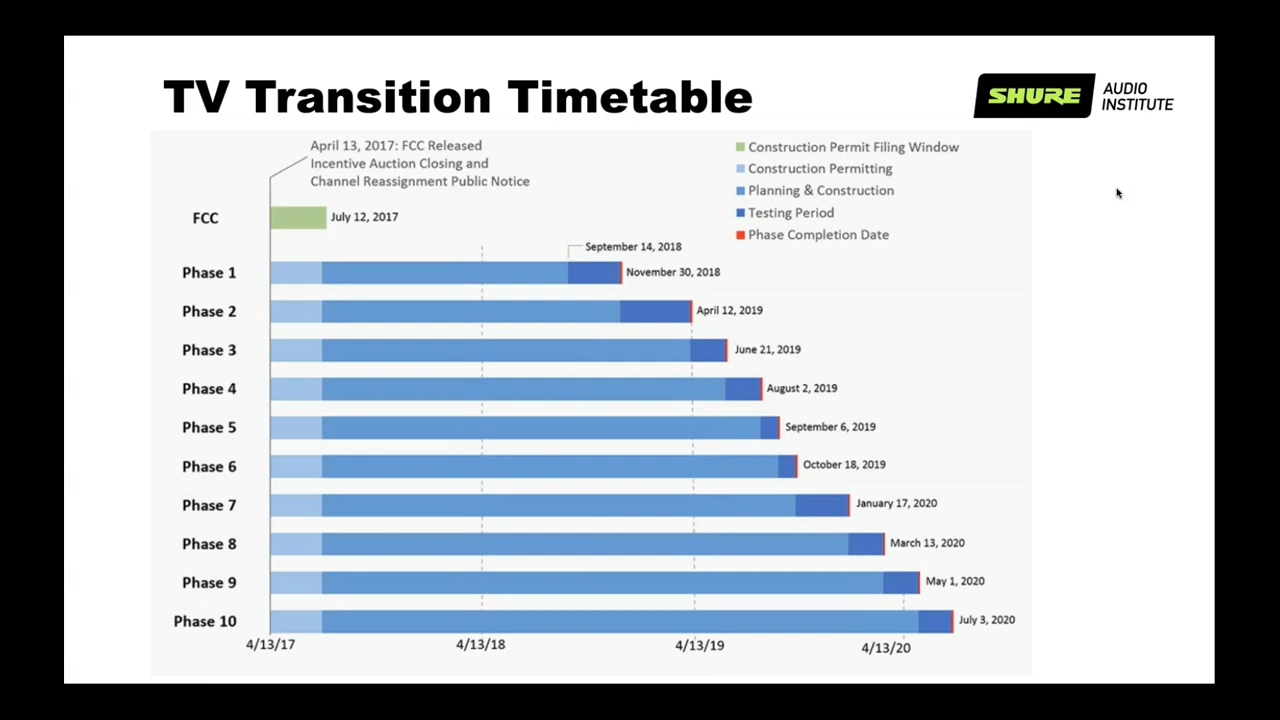 TV Transition Timetable
SHURE
AUDIO
INSTITUTE
April 13, 2017: FCC Released
Incentive Auction Closing and
Channel Reassignment Public Notice
Construction Permit Filing Window
Construction Permitting
Planning & Construction
Testing Period
Phase Completion Date
FCC
July 12, 2017
September 14, 2018
Phase 1
November 30, 2018
Phase 2
April 12, 2019
Phase 3
June 21, 2019
Phase 4
August 2, 2019
Phase 5
September 6, 2019
Phase 6
October 18, 2019
Phase 7
January 17, 2020
Phase 8
March 13, 2020
Phase 9
May 1, 2020
Phase 10
July 3, 2020
4/13/17
4/13/18
4/13/19
4/13/20